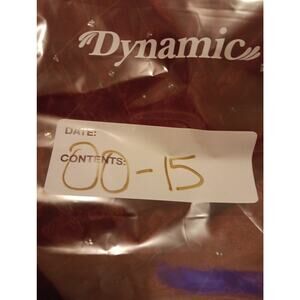 Dynamic
DATE:
CONTENTS:
00-15